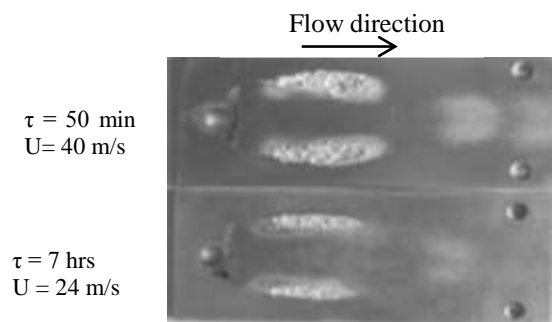 Flow direction
τ = 50 min
U= 40 m/s
τ = 7 hrs
U = 24 m/s